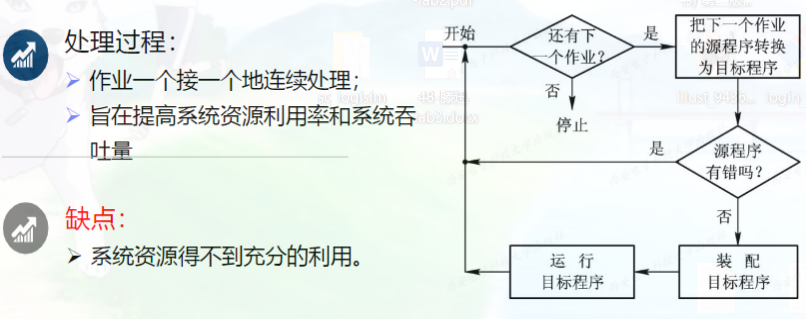 处理过程：
作业一个接一个地连续处理；
旨在提高系统资源利用率和系统吞
吐量
缺点：
系统资源得不到充分的利用。
开始
还有下
一个作业？
是
把下一个作业
的源程序转换
为目标程序
否
停止
源程序
有错吗？
是
否
装 配
目标程序
运 行
目标程序